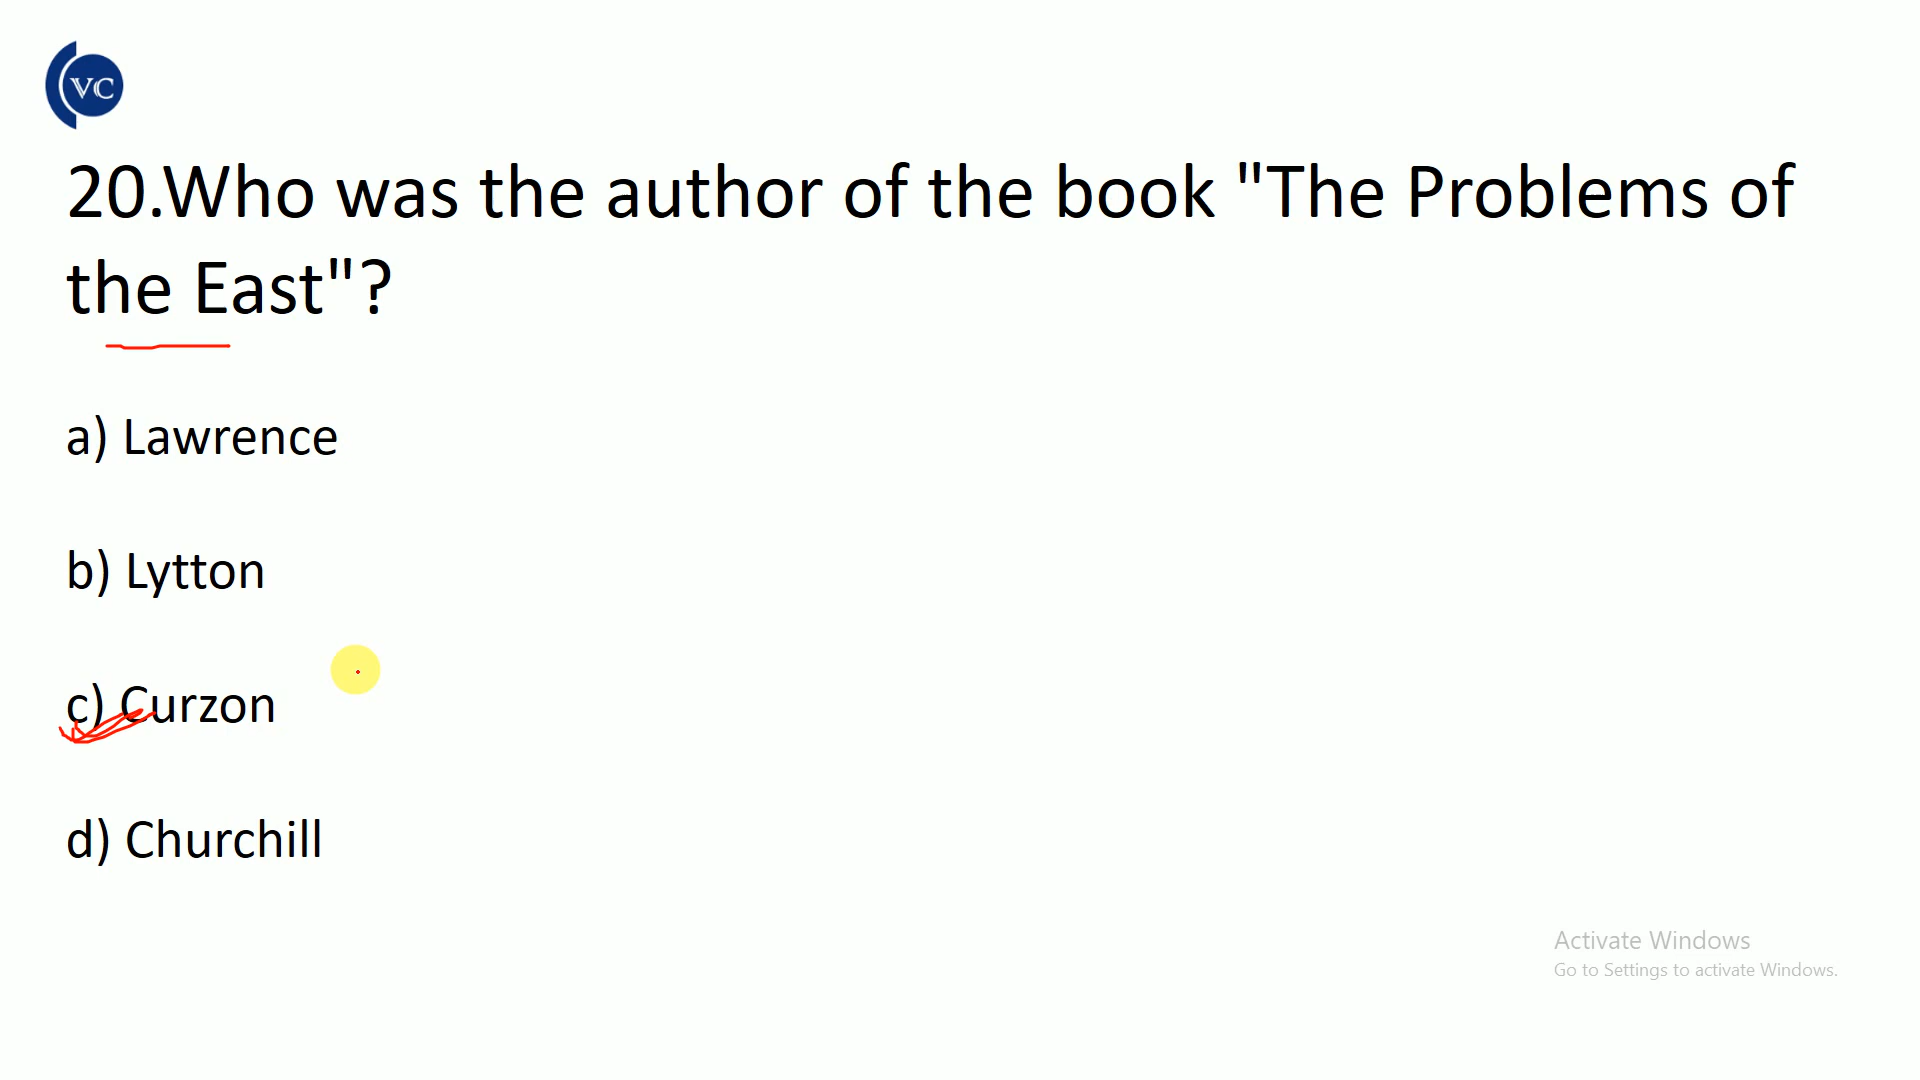 VC
20.Who was the author of the book "The Problems of
the East"?
a) Lawrence
b) Lytton
c) Curzon
d) Churchill
Activate Windows
Go to Settings to activate Windows.